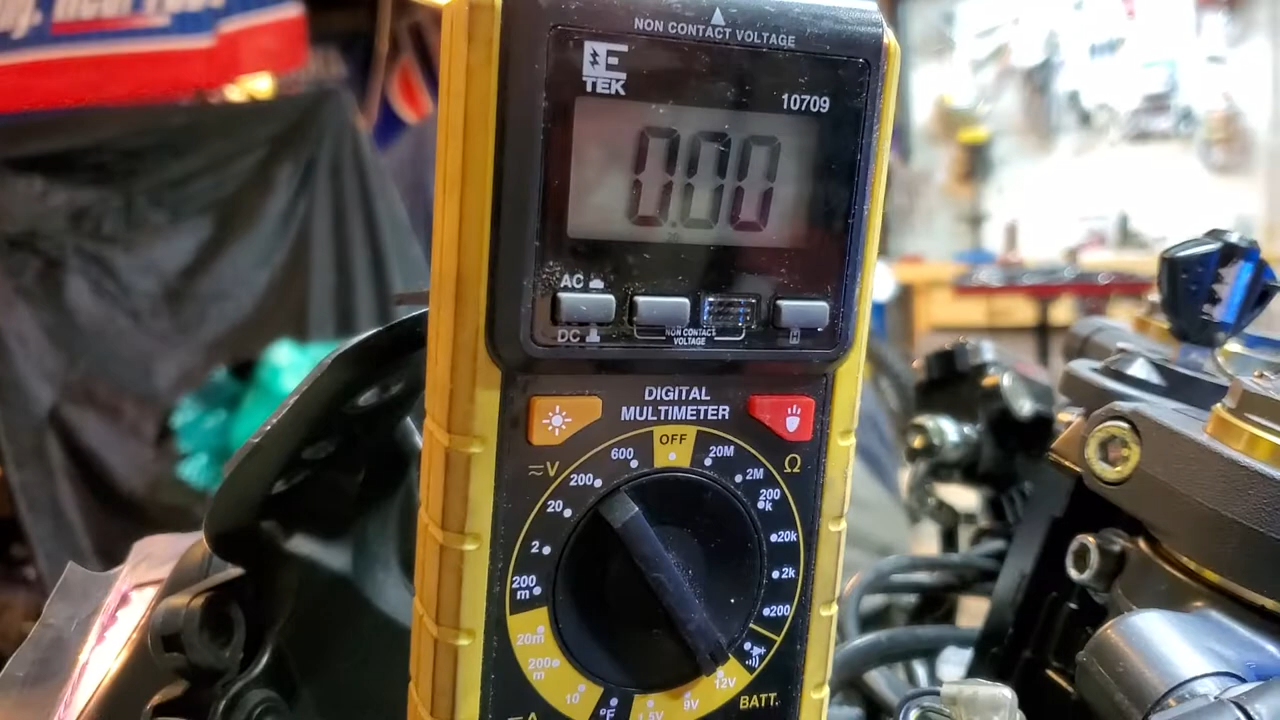 NON CONTACT VOLTAGE
ETEK
10709
0.00
AC
DC
NON CONTACT
VOLTAGE
H
DIGITAL
MULTIMETER
OFF
600
20M
V
Ω
200
2M
20
200
k
2
20k
200
m
2k
20m
200
200
m
10
°F
1.5V
9V
12V
BATT.
A